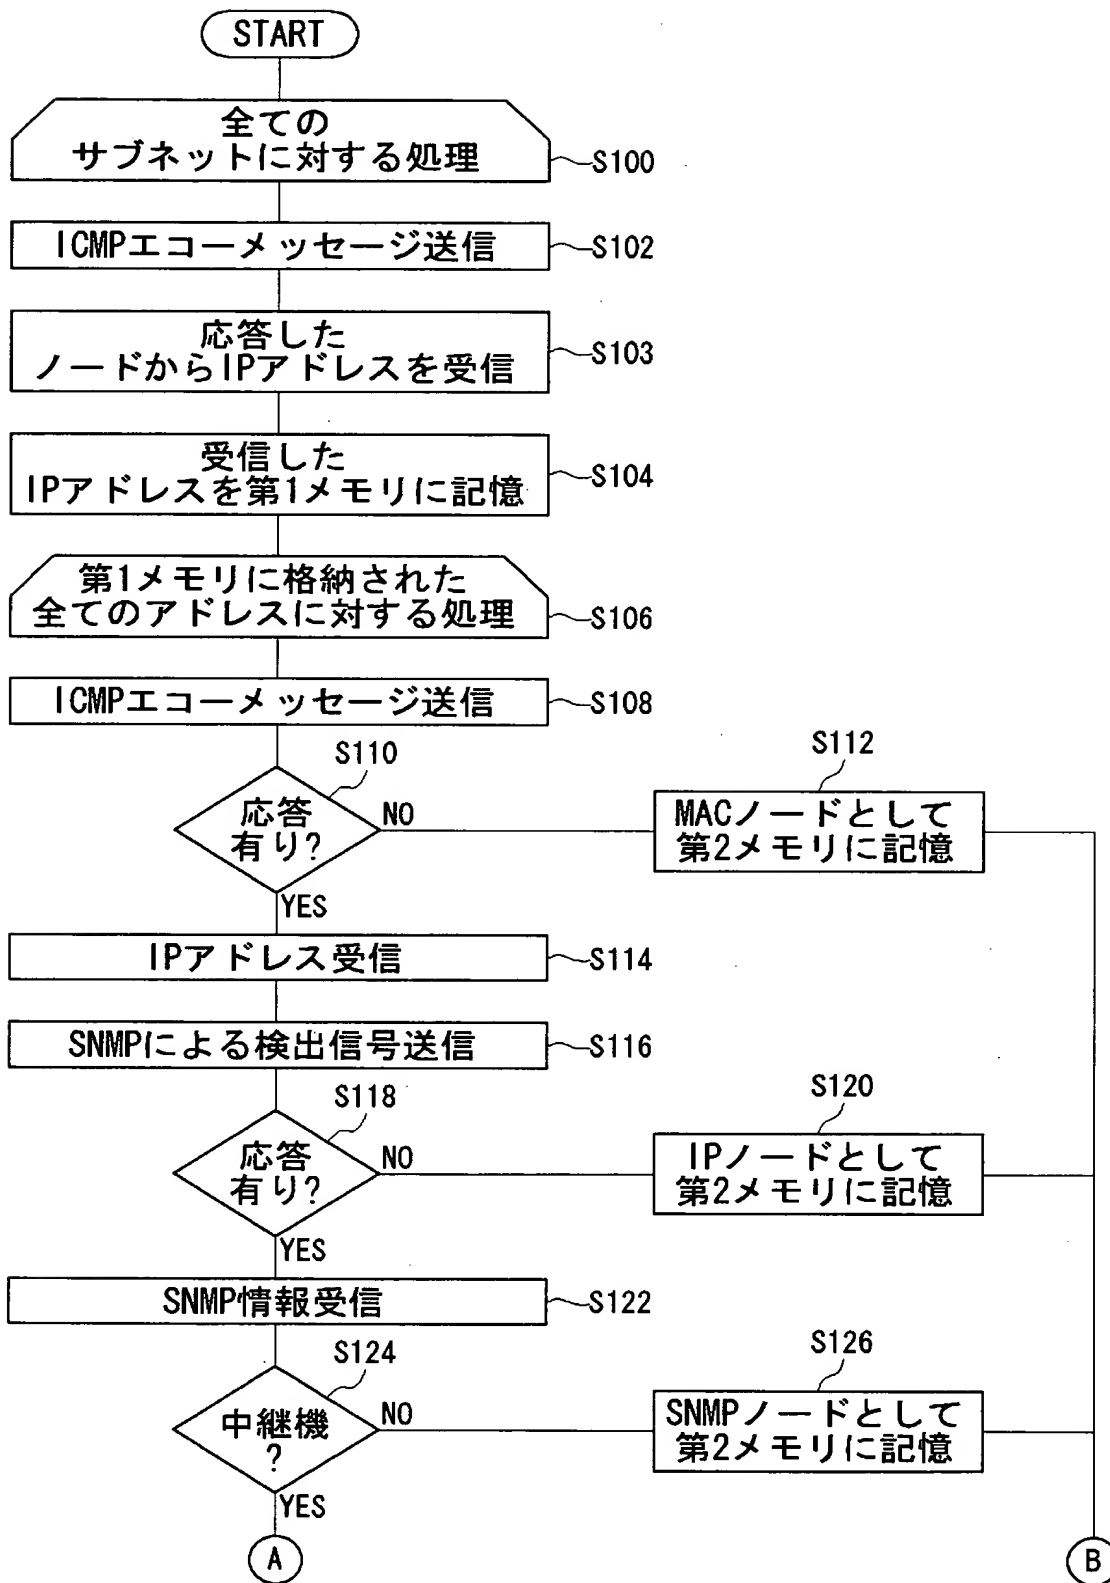 START
全ての
サブネットに対する処理
S100
ICMPエコーメッセージ送信
S102
応答した
ノードからIPアドレスを受信
S103
受信した
IPアドレスを第1メモリに記憶
S104
第1メモリに格納された
全てのアドレスに対する処理
S106
ICMPエコーメッセージ送信
S108
S110
応答
有り?
NO
YES
S112
MACノードとして
第2メモリに記憶
IPアドレス受信
S114
SNMPによる検出信号送信
S116
S118
応答
有り?
NO
YES
S120
IPノードとして
第2メモリに記憶
SNMP情報受信
S122
S124
中継機
?
NO
YES
S126
SNMPノードとして
第2メモリに記憶
A
B